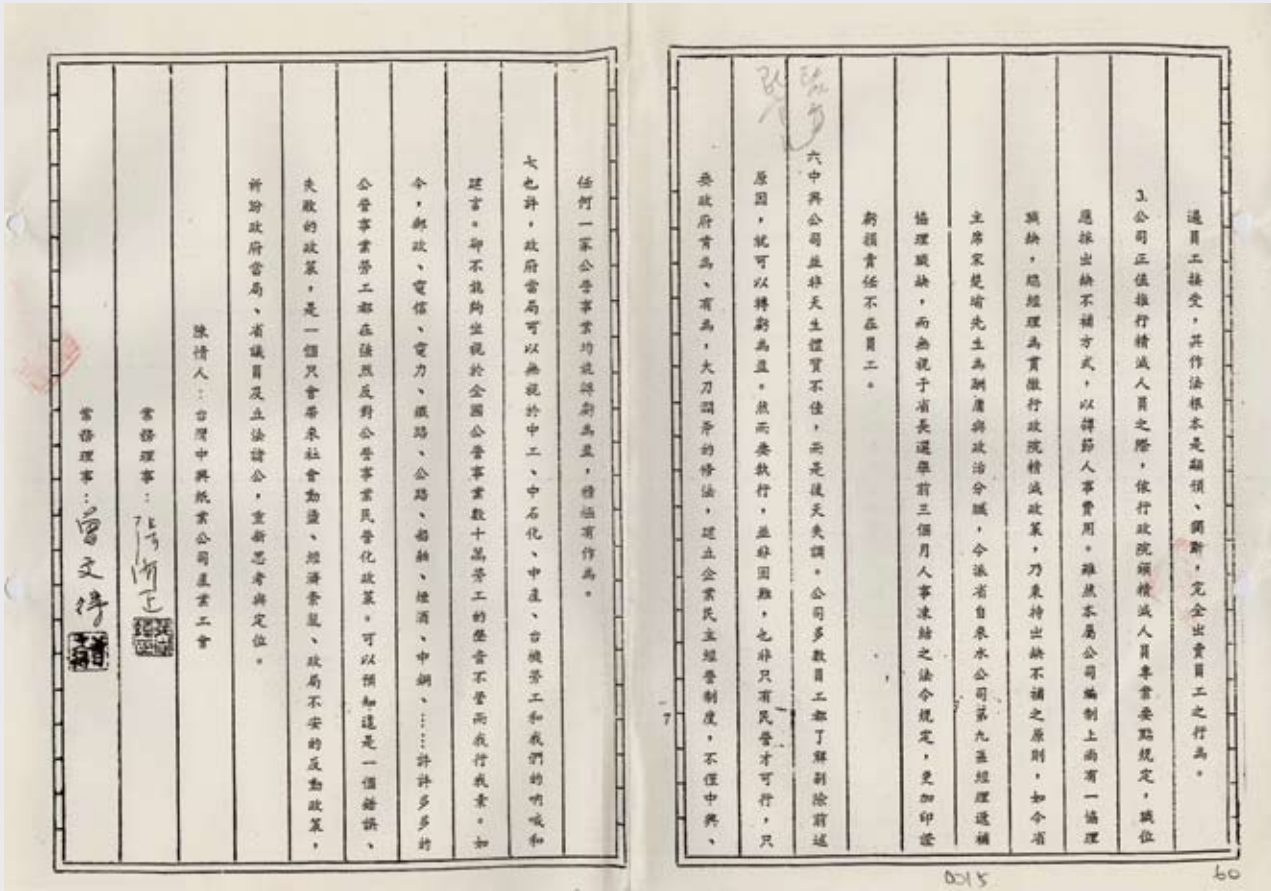 逼員工接受，其作法根本是顢頇、獨斷，完全出賣員工之行為。
3.公司正值推行精減人員之際，依行政院頒精減人員專業要點規定，職位
應採出缺不補方式，以撙節人事費用。雖然本屬公司編制上尚有一協理
職缺，總經理為貫徹行政院精減政策，乃秉持出缺不補之原則，如今省
主席宋楚瑜先生為酬庸與政治分贓，令派省自來水公司第九區經理遞補
協理職缺，而無視于省長選舉前三個月人事凍結之法令規定，更加印證
虧損責任不在員工。
六中興公司並非天生體質不佳，而是後天失調。公司多數員工都了解剔除前述
原因，就可以轉虧為盈。然而要執行，並非困難，也非只有民營才可行，只
要政府肯為、有為，大刀闊斧的修法，建立企業民主經營制度，不僅中興、
7
任何一家公營事業均能轉虧為盈，積極有作為。
七也許，政府當局可以無視於中工、中石化、中產、台機勞工和我們的吶喊和
建言。卻不能夠忽視於全國公營事業數十萬勞工的聲音不管而我行我素。如
今，郵政、電信、電力、鐵路、公路、船舶、煙酒、中鋼、……許許多多的
公營事業勞工都在強烈反對公營事業民營化政策。可以預知這是一個錯誤、
失敗的政策，是一個只會帶來社會動盪、經濟紊亂、政局不安的反動政策，
祈盼政府當局、省議員及立法諸公，重新思考與定位。
陳情人：台灣中興紙業公司產業工會
常務理事：
常務理事：曾文
0015
60